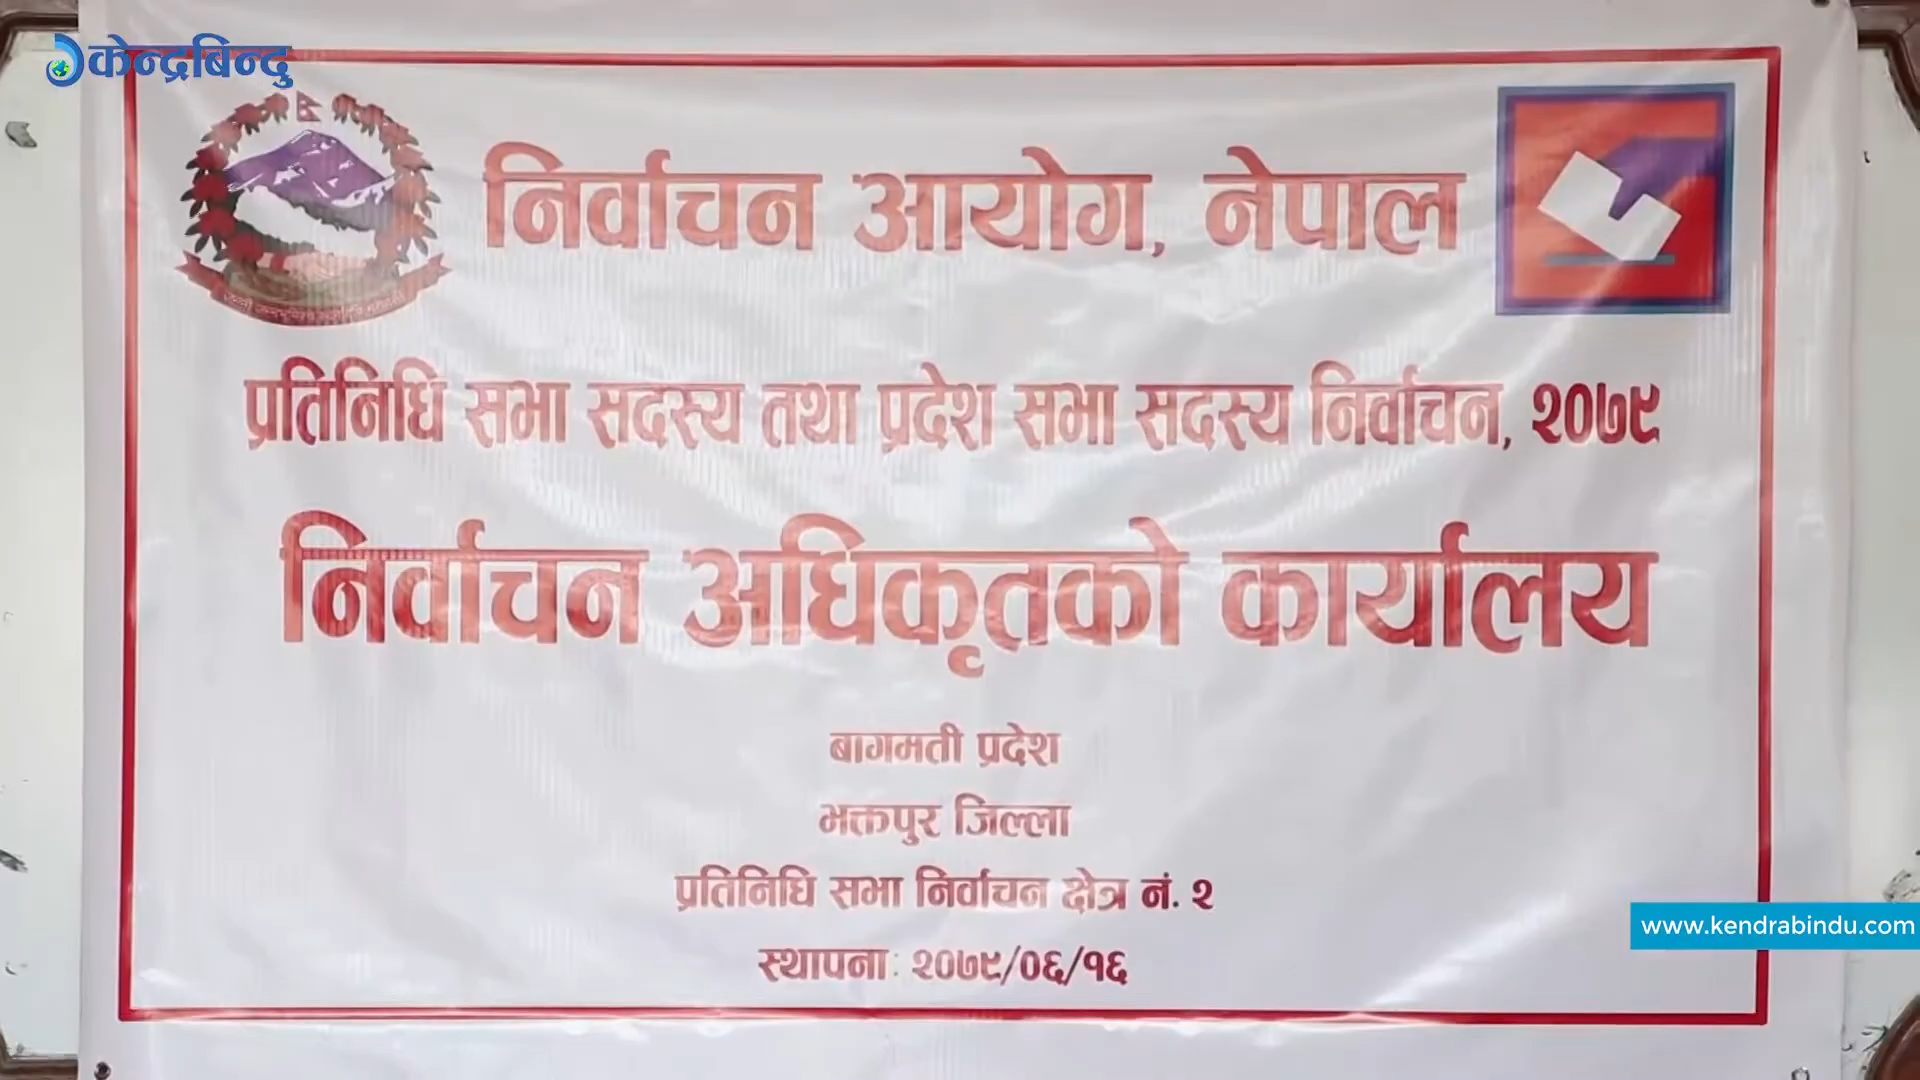 केन्द्रबिन्दु
निर्वाचन आयोग, नेपाल
प्रतिनिधि सभा सदस्य तथा प्रदेश सभा सदस्य निर्वाचन, २०७९
निर्वाचन अधिकृतको कार्यालय
बागमती प्रदेश
भक्तपुर जिल्ला
प्रतिनिधि सभा निर्वाचन क्षेत्र नं. २
www.kendrabindu.com
स्थापनाः २०७९/०६/१६